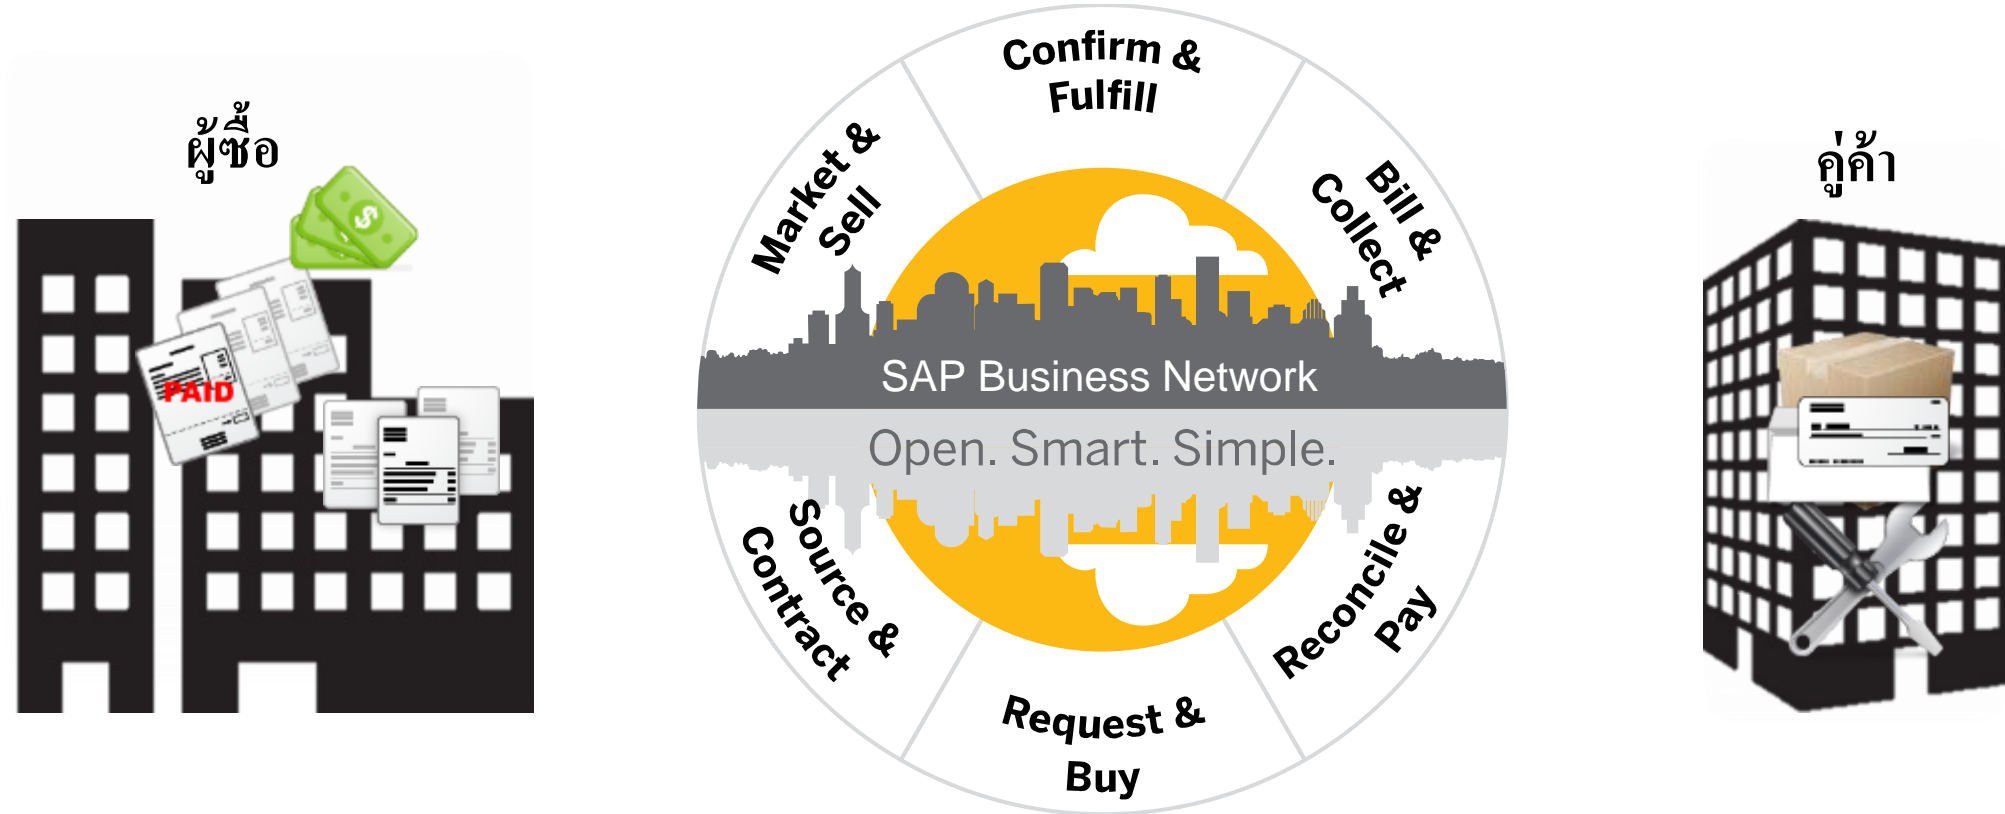 ผู้ซื้อ
PAID
Confirm &
Fulfill
Market &
Sell
Bill &
Collect
SAP Business Network
Open. Smart. Simple.
Source &
Contract
Reconcile &
Pay
Request &
Buy
คู่ค้า